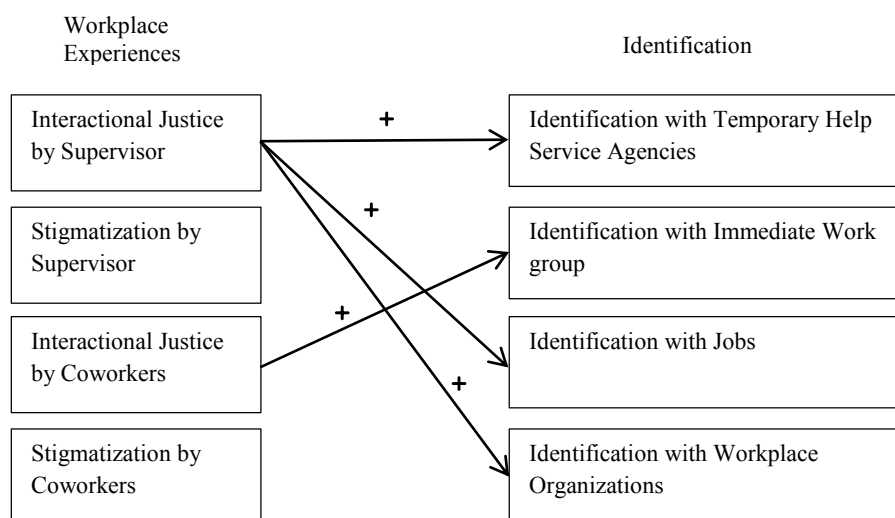 Workplace
Experiences
Identification
Interactional Justice
by Supervisor
+
Identification with Temporary Help
Service Agencies
+
Stigmatization by
Supervisor
Identification with Immediate Work
group
+
Interactional Justice
by Coworkers
Identification with Jobs
+
Stigmatization by
Coworkers
Identification with Workplace
Organizations